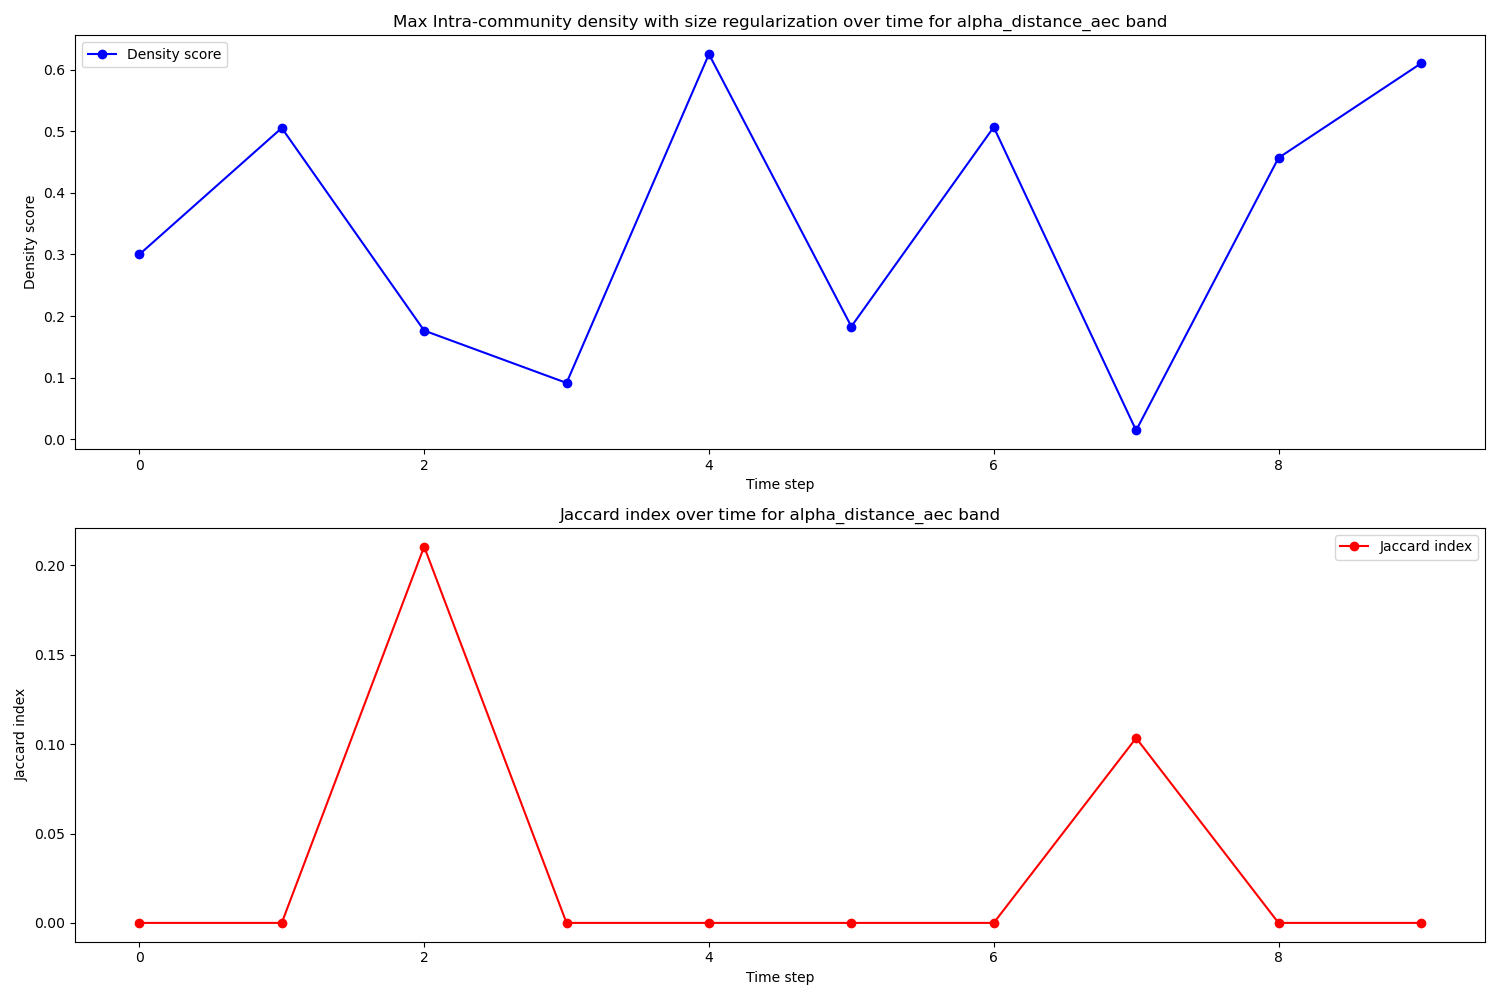 Max Intra-community density with size regularization over time for alpha_distance_aec band
Density score
Density score
0.6
0.5
0.4
0.3
0.2
0.1
0.0
0 2 4 6 8
Time step
Jaccard index over time for alpha_distance_aec band
Jaccard index
Jaccard index
0.20
0.15
0.10
0.05
0.00
0 2 4 6 8
Time step